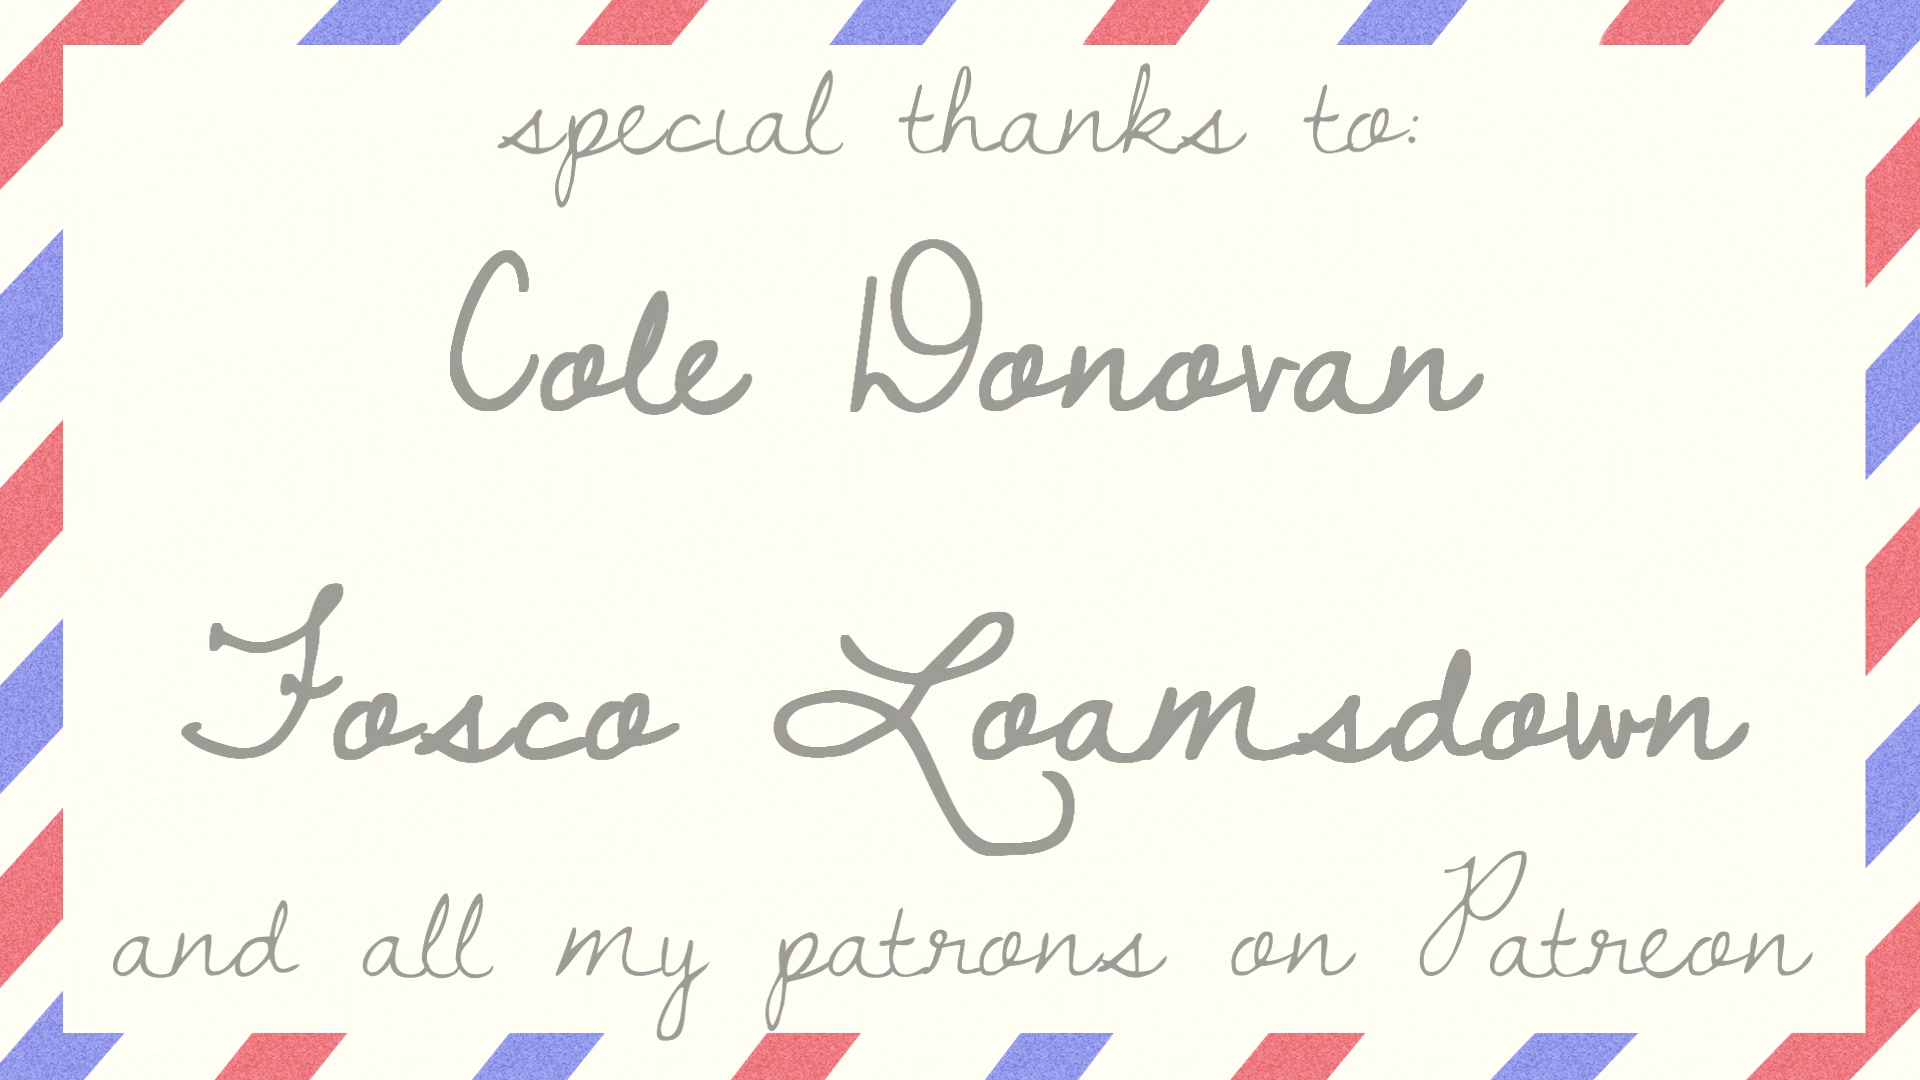 special thanks to:
Cole Donovan
Fosco Loamsdown
and all my patrons on Patreon